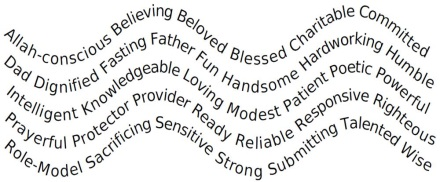 Allah-conscious Believing Beloved Blessed Charitable Committed
Dad Dignified Fasting Father Fun Handsome Hardworking Humble
Intelligent Knowledgeable Loving Modest Patient Poetic Powerful
Prayerful Protector Provider Ready Reliable Responsive Righteous
Role-Model Sacrificing Sensitive Strong Submitting Talented Wise